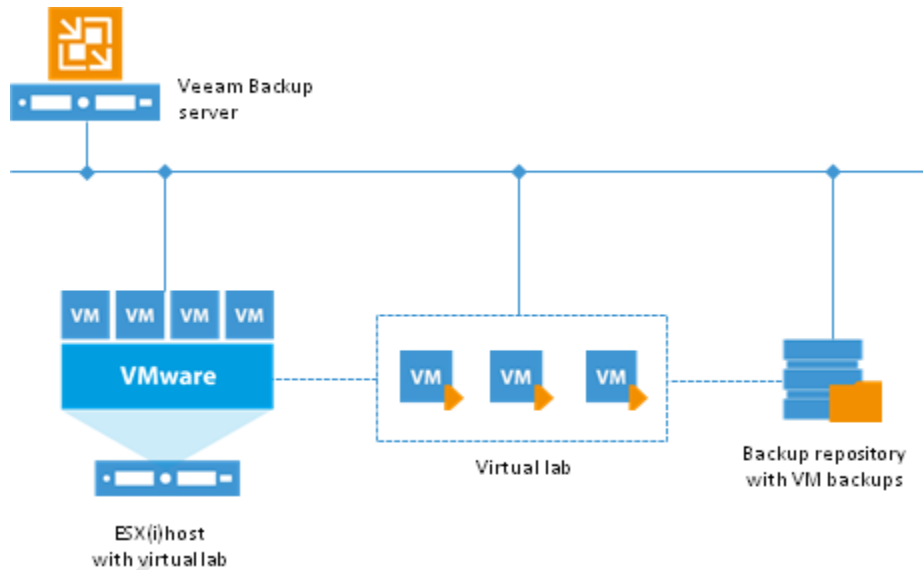 Veeam Backup
server
VM
VM
VM
VM
VMware
VM
VM
VM
Virtual lab
Backup repository
with VM backups
ESX(i)host
with virtual lab